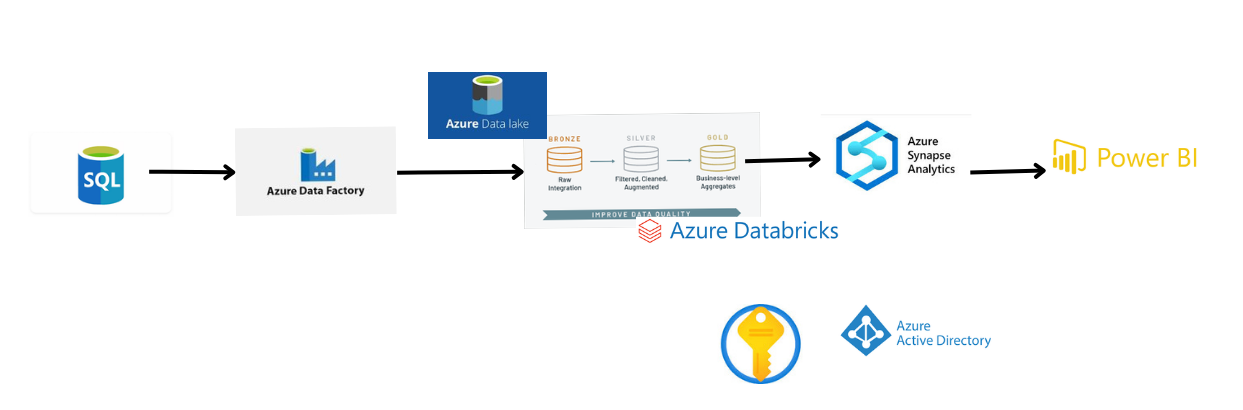 SQL
Azure Data Factory
Azure Data lake
BRONZE
SILVER
GOLD
Raw
Integration
Filtered, Cleaned,
Augmented
Business-level
Aggregates
IMPROVE DATA QUALITY
Azure Databricks
Azure
Synapse
Analytics
Power BI
Azure
Active Directory